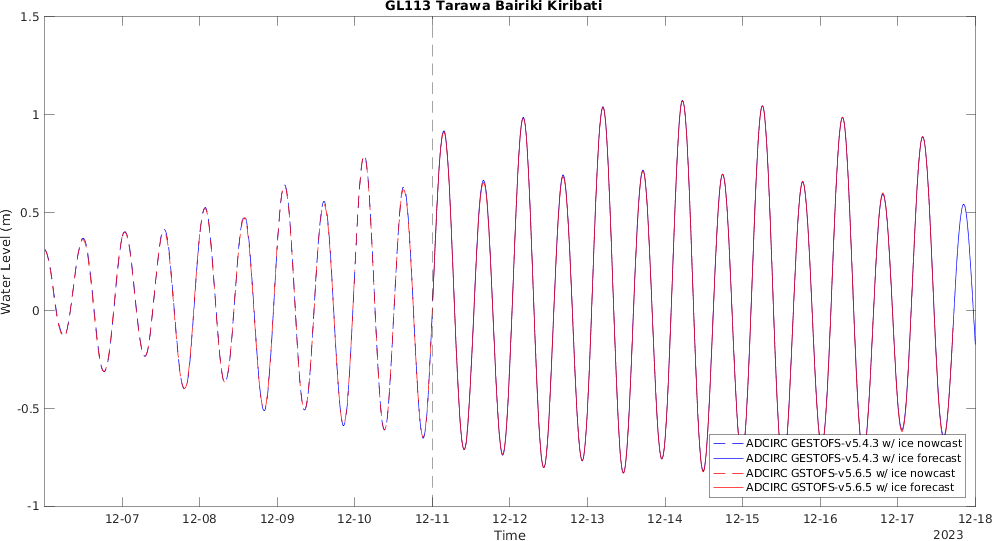 GL113 Tarawa Bairiki Kiribati
1.5
1
0.5
0
-0.5
-1
Water Level (m)
12-07 12-08 12-09 12-10 12-11 12-12 12-13 12-14 12-15 12-16 12-17 12-18
Time
2023
ADCIRC GESTOFS-v5.4.3 w/ ice nowcast
ADCIRC GESTOFS-v5.4.3 w/ ice forecast
ADCIRC GSTOFS-v5.6.5 w/ ice nowcast
ADCIRC GSTOFS-v5.6.5 w/ ice forecast